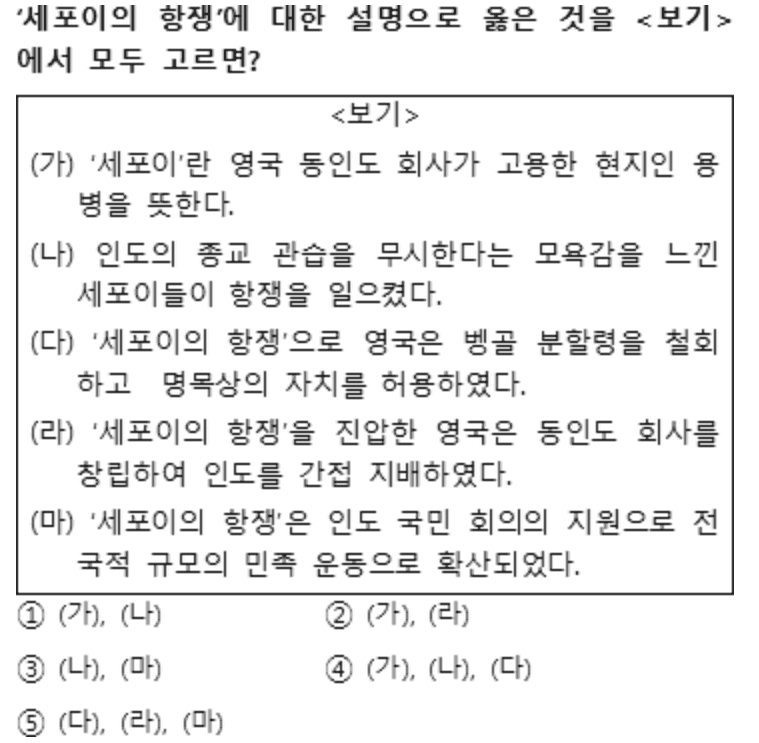 '세포이의 항쟁'에 대한 설명으로 옳은 것을 <보기>
에서 모두 고르면?
<보기>
(가) '세포이'란 영국 동인도 회사가 고용한 현지인 용
병을 뜻한다.
(나) 인도의 종교 관습을 무시한다는 모욕감을 느낀
세포이들이 항쟁을 일으켰다.
(다) '세포이의 항쟁'으로 영국은 벵골 분할령을 철회
하고 명목상의 자치를 허용하였다.
(라) '세포이의 항쟁'을 진압한 영국은 동인도 회사를
창립하여 인도를 간접 지배하였다.
(마) '세포이의 항쟁'은 인도 국민 회의의 지원으로 전
국적 규모의 민족 운동으로 확산되었다.
① (가), (나) ② (가), (라)
③ (나), (마) ④ (가), (나), (다)
⑤ (다), (라), (마)